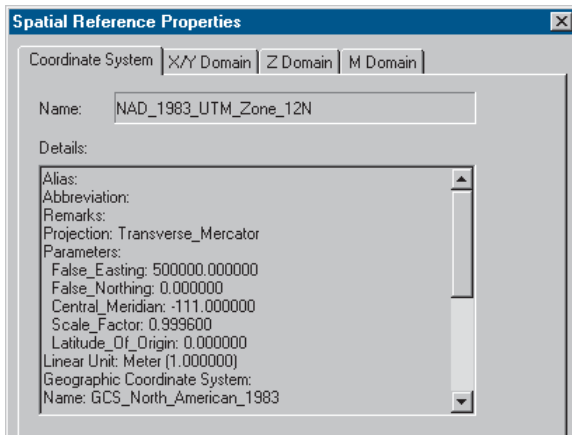 Spatial Reference Properties
Coordinate System X/Y Domain Z Domain M Domain
Name: NAD_1983_UTM_Zone_12N
Details:
Alias:
Abbreviation:
Remarks:
Projection: Transverse_Mercator
Parameters:
False_Easting: 500000.000000
False_Northing: 0.000000
Central_Meridian: -111.000000
Scale_Factor: 0.999600
Latitude_Of_Origin: 0.000000
Linear Unit: Meter (1.000000)
Geographic Coordinate System:
Name: GCS_North_American_1983